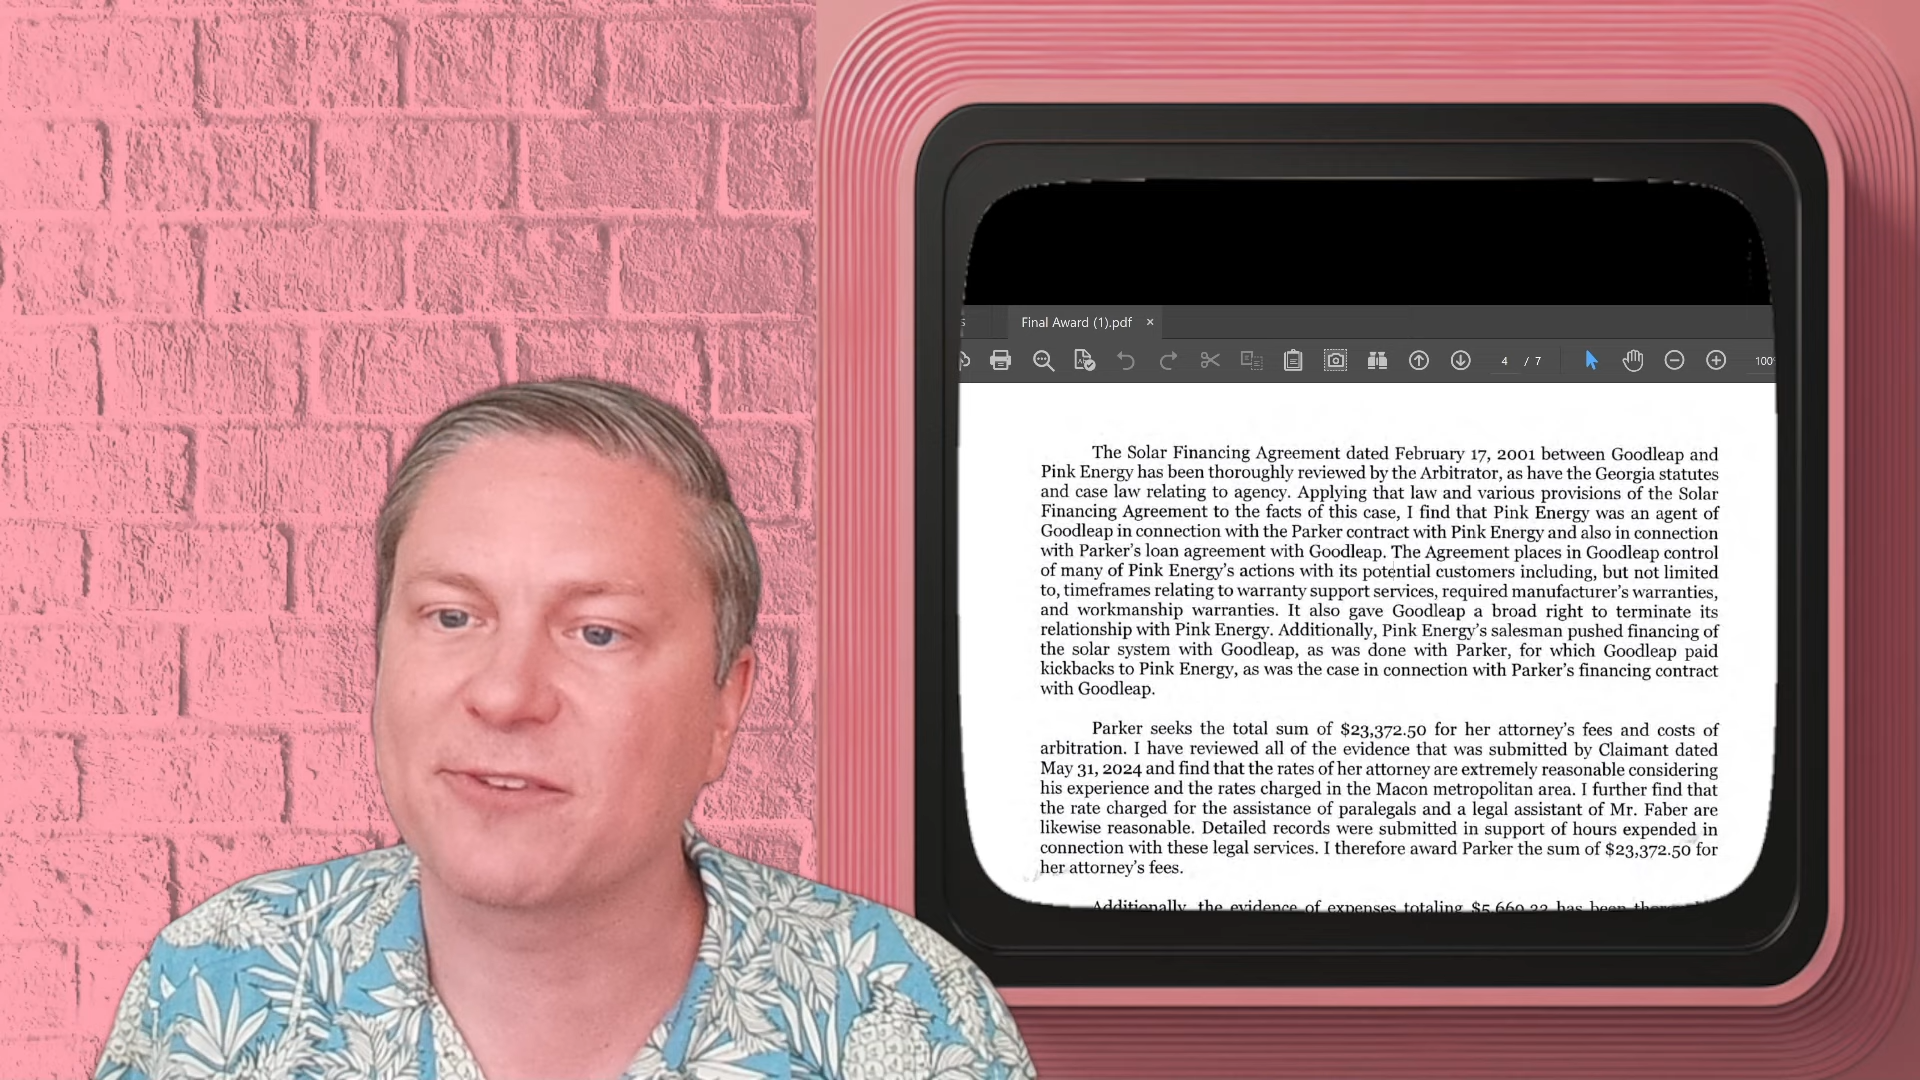 Final Award (1).pdf
4 / 7
The Solar Financing Agreement dated February 17, 2001 between Goodleap and
Pink Energy has been thoroughly reviewed by the Arbitrator, as have the Georgia statutes
and case law relating to agency. Applying that law and various provisions of the Solar
Financing Agreement to the facts of this case, I find that Pink Energy was an agent of
Goodleap in connection with the Parker contract with Pink Energy and also in connection
with Parker's loan agreement with Goodleap. The Agreement places in Goodleap control
of many of Pink Energy's actions with its potential customers including, but not limited
to, timeframes relating to warranty support services, required manufacturer's warranties,
and workmanship warranties. It also gave Goodleap a broad right to terminate its
relationship with Pink Energy. Additionally, Pink Energy's salesman pushed financing of
the solar system with Goodleap, as was done with Parker, for which Goodleap paid
kickbacks to Pink Energy, as was the case in connection with Parker's financing contract
with Goodleap.
Parker seeks the total sum of $23,372.50 for her attorney's fees and costs of
arbitration. I have reviewed all of the evidence that was submitted by Claimant dated
May 31, 2024 and find that the rates of her attorney are extremely reasonable considering
his experience and the rates charged in the Macon metropolitan area. I further find that
the rate charged for the assistance of paralegals and a legal assistant of Mr. Faber are
likewise reasonable. Detailed records were submitted in support of hours expended in
connection with these legal services. I therefore award Parker the sum of $23,372.50 for
her attorney's fees.
Additionally, the evidence of expenses totaling $5,660.33 has been